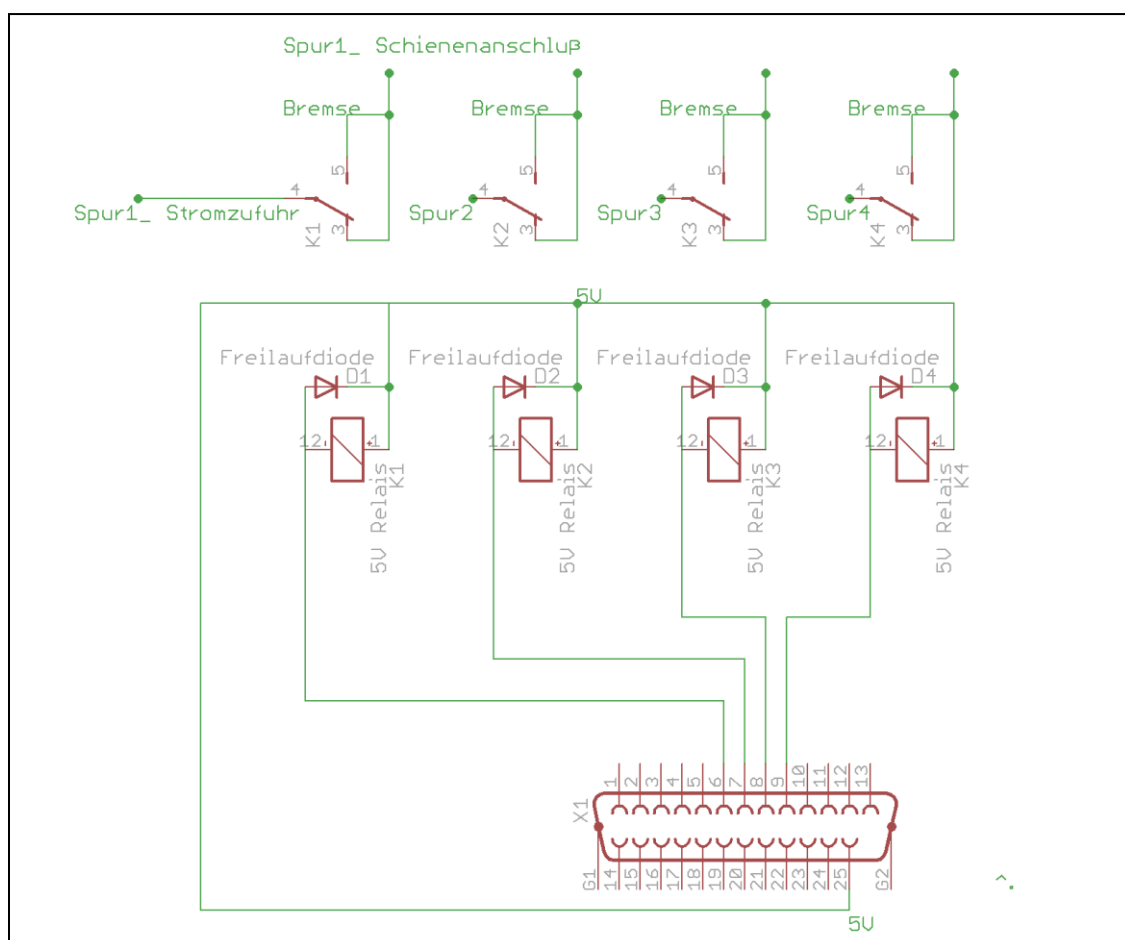 Spur1_ Schienenanschluβ
Bremse Bremse Bremse Bremse
5 5 5 5
4 4 4 4
Spur1_ Stromzufuhr Spur2 Spur3 Spur4
3 3 3 3
K1 K2 K3 K4
5V
Freilaufdiode Freilaufdiode Freilaufdiode Freilaufdiode
D1 D2 D3 D4
12 1 12 1 12 1 12 1
K1 K2 K3 K4
5V Relais 5V Relais 5V Relais 5V Relais
1 2 3 4 5 6 7 8 9 10 11 12 13
X1
G1 14 15 16 17 18 19 20 21 22 23 24 25 G2
5V